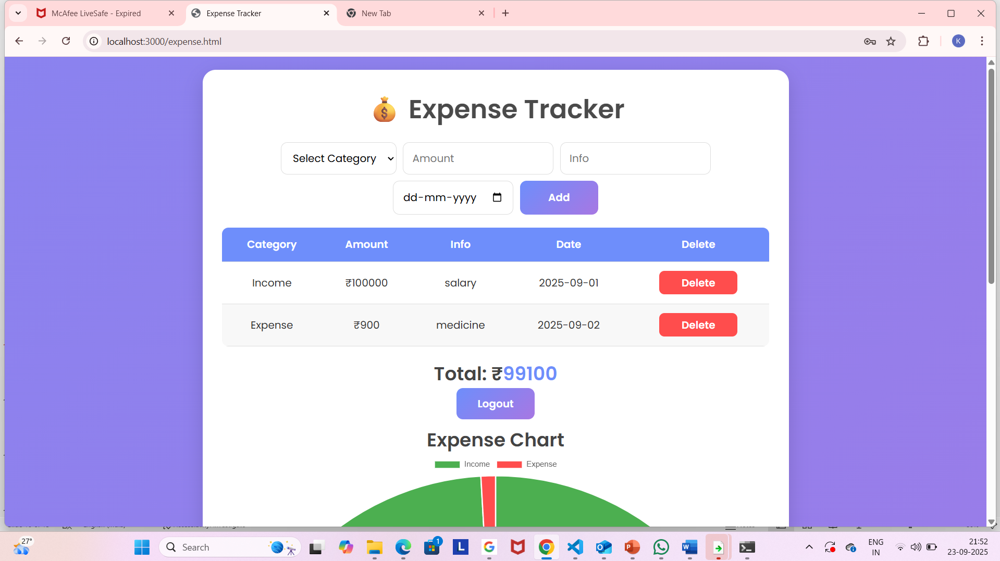 McAfee LiveSafe - Expired
Expense Tracker
New Tab
localhost:3000/expense.html
K
Expense Tracker
Select Category
Amount
Info
dd-mm-yyyy
Add
Category Amount Info Date Delete
Income ₹100000 salary 2025-09-01 Delete
Expense ₹900 medicine 2025-09-02 Delete
Total: ₹99100
Logout
Expense Chart
Income Expense
27°
Search
1
ENG
IN
21:52
23-09-2025